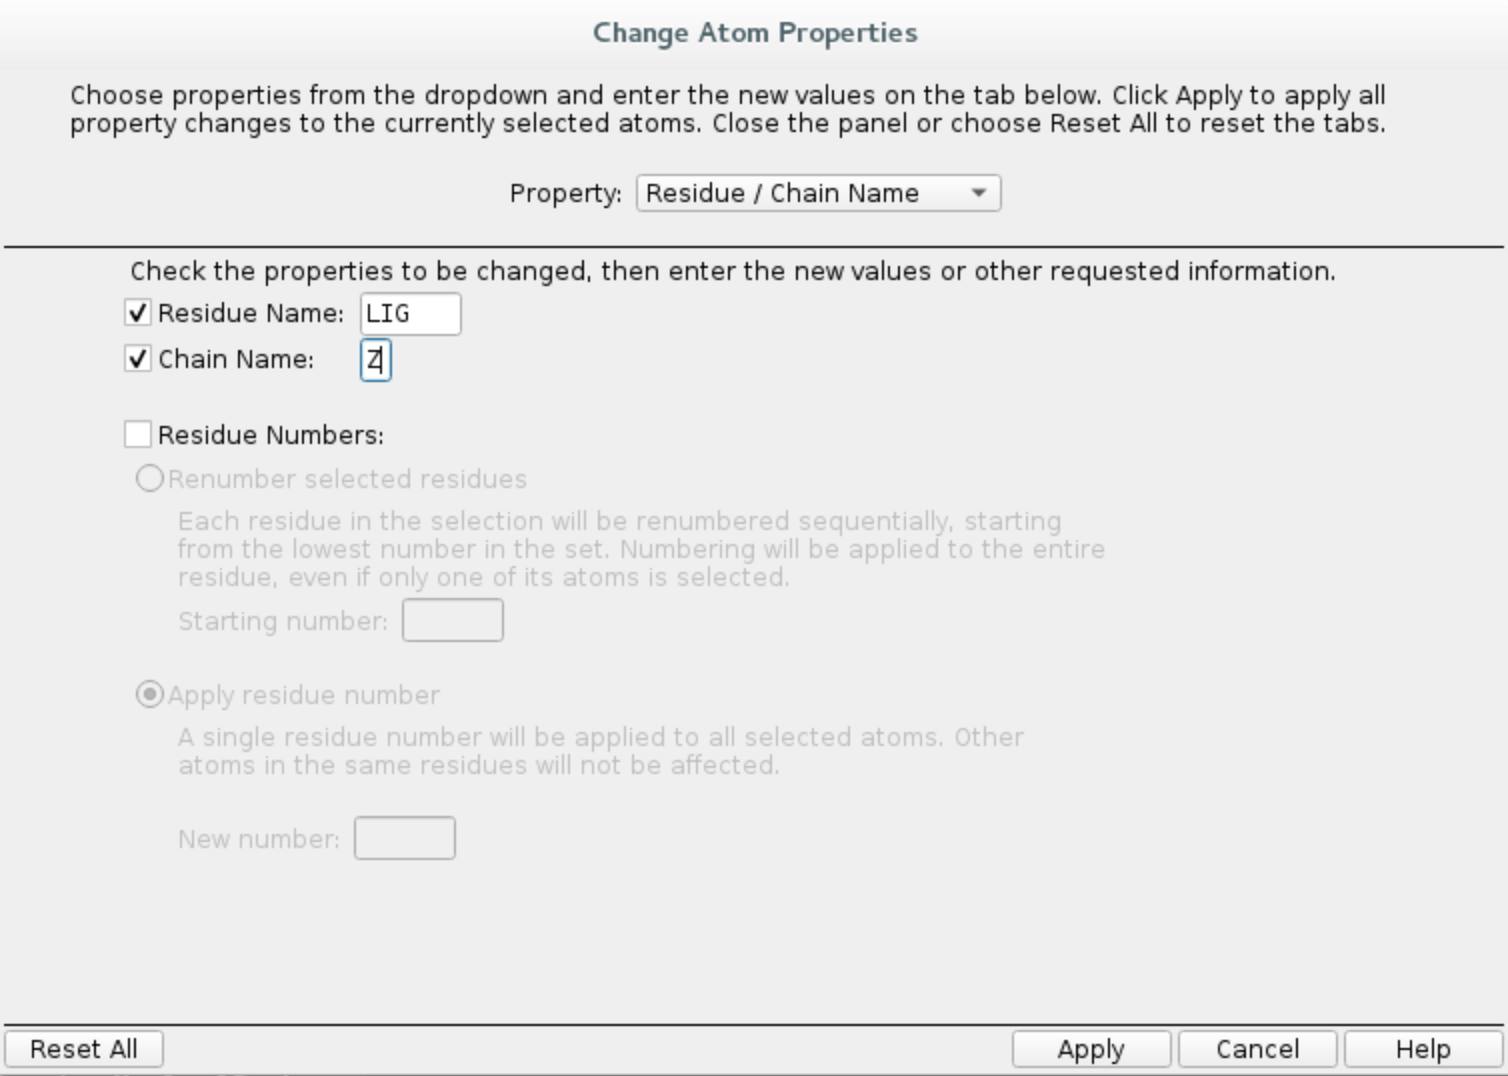 Change Atom Properties
Choose properties from the dropdown and enter the new values on the tab below. Click Apply to apply all
property changes to the currently selected atoms. Close the panel or choose Reset All to reset the tabs.
Property: Residue / Chain Name
Check the properties to be changed, then enter the new values or other requested information.
Residue Name: LIG
Chain Name: Z
Residue Numbers:
Renumber selected residues
Each residue in the selection will be renumbered sequentially, starting
from the lowest number in the set. Numbering will be applied to the entire
residue, even if only one of its atoms is selected.
Starting number:
Apply residue number
A single residue number will be applied to all selected atoms. Other
atoms in the same residues will not be affected.
New number:
Reset All Apply Cancel Help